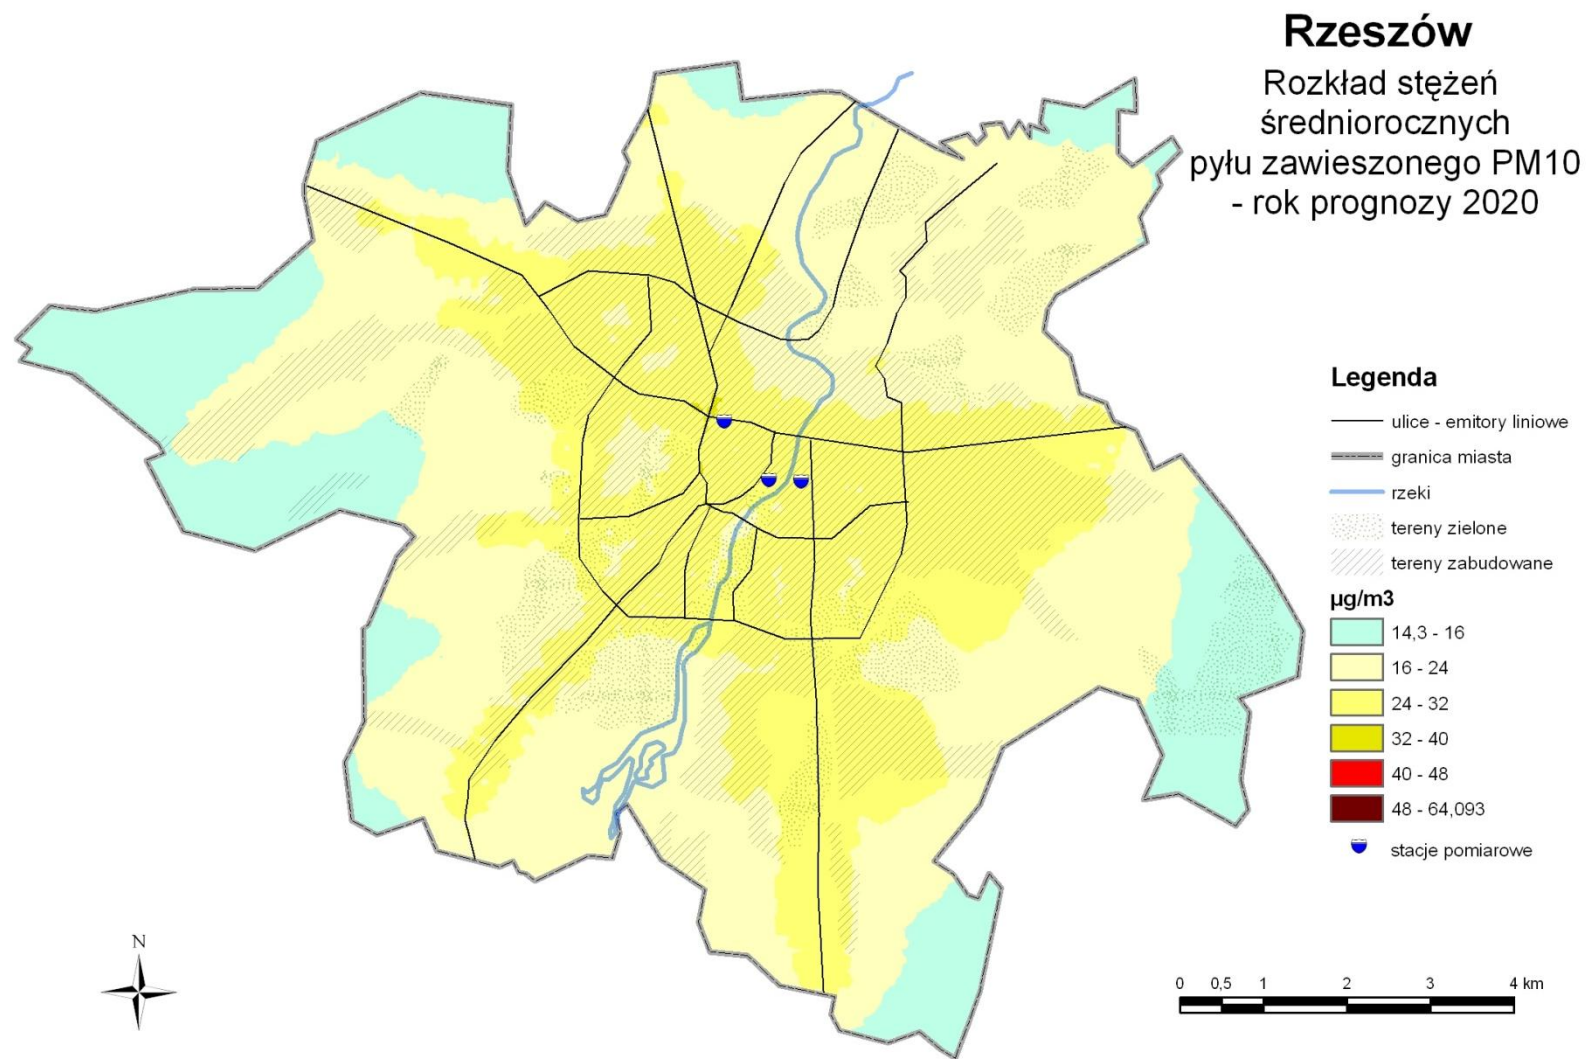 Rzeszów
Rozkład stężeń
średniorocznych
pyłu zawieszonego PM10
- rok prognozy 2020
Legenda
ulice - emitory liniowe
granica miasta
rzeki
tereny zielone
tereny zabudowane
µg/m3
14,3 - 16
16 - 24
24 - 32
32 - 40
40 - 48
48 - 64,093
stacje pomiarowe
N
0 0,5 1 2 3 4 km